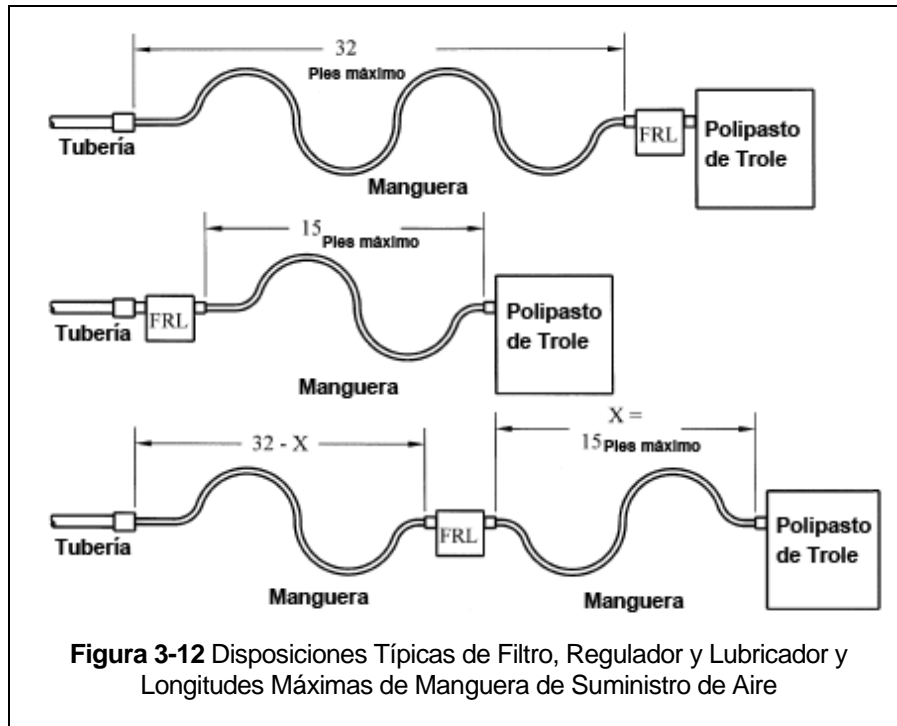 32
Pies máximo
Tubería
Manguera
FRL
Polipasto
de Trole
15
Pies máximo
Tubería
FRL
Manguera
Polipasto
de Trole
32 - X
X =
15 Pies máximo
Tubería
Manguera
FRL
Manguera
Polipasto
de Trole
Figura 3-12 Disposiciones Típicas de Filtro, Regulador y Lubricador y
Longitudes Máximas de Manguera de Suministro de Aire